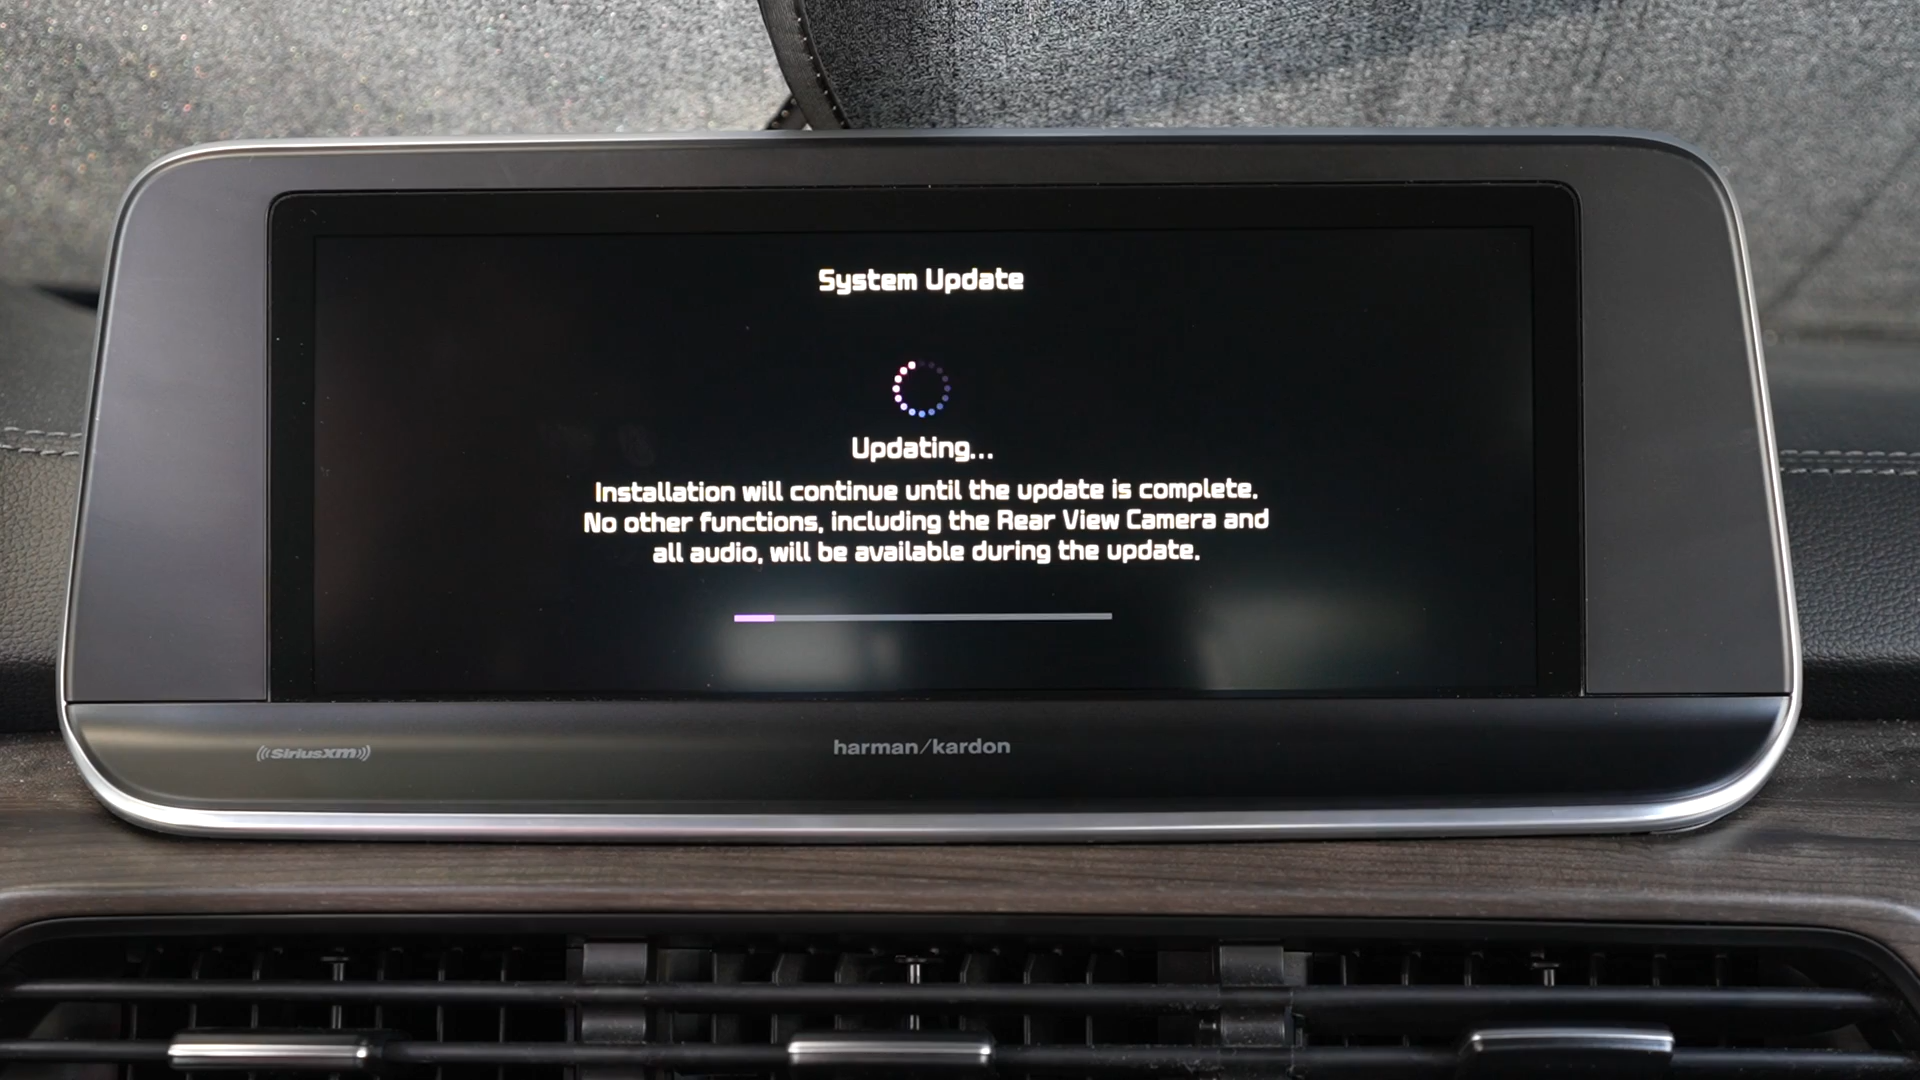 System Update
Updating...
Installation will continue until the update is complete.
No other functions, including the Rear View Camera and
all audio, will be available during the update.
((SiriusXM))
harman/kardon